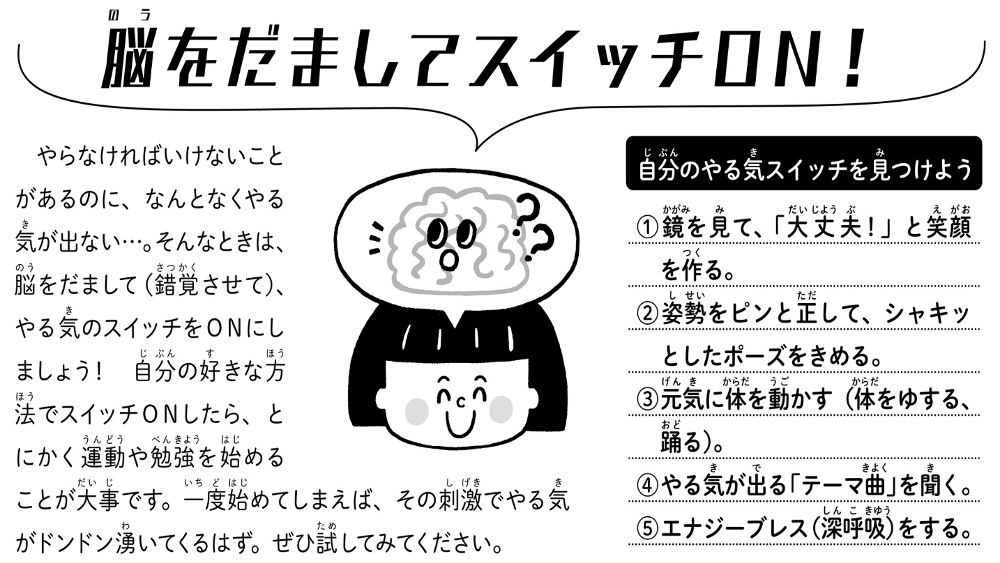 脳をだましてスイッチON!
やらなければいけないこと
があるのに、なんとなくやる
気が出ない…。そんなときは、
脳をだまして(錯覚させて)、
やる気のスイッチをONにし
ましょう! 自分の好きな方
法でスイッチONしたら、と
にかく運動や勉強を始める
ことが大事です。一度始めてしまえば、その刺激でやる気
がドンドン湧いてくるはず。ぜひ試してみてください。
自分のやる気スイッチを見つけよう
①鏡を見て、「大丈夫!」と笑顔
を作る。
②姿勢をピンと正して、シャキッ
としたポーズをきめる。
③元気に体を動かす(体をゆする、
踊る)。
④やる気が出る「テーマ曲」を聞く。
⑤エナジーブレス(深呼吸)をする。